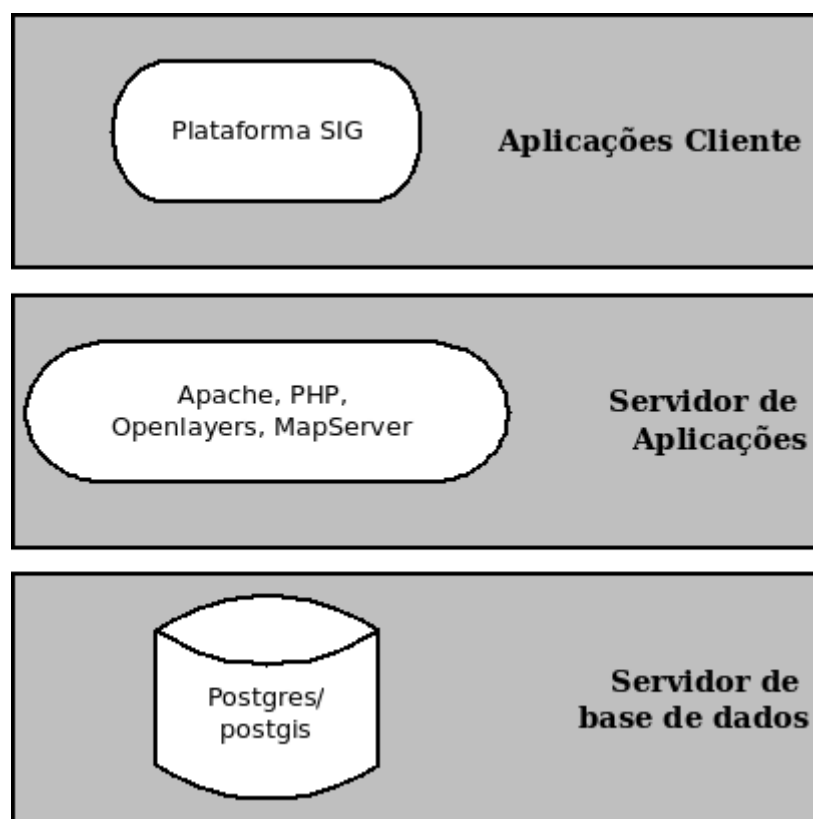 Plataforma SIG
Aplicações Cliente
Apache, PHP,
Openlayers, MapServer
Servidor de
Aplicações
Postgres/
postgis
Servidor de
base de dados